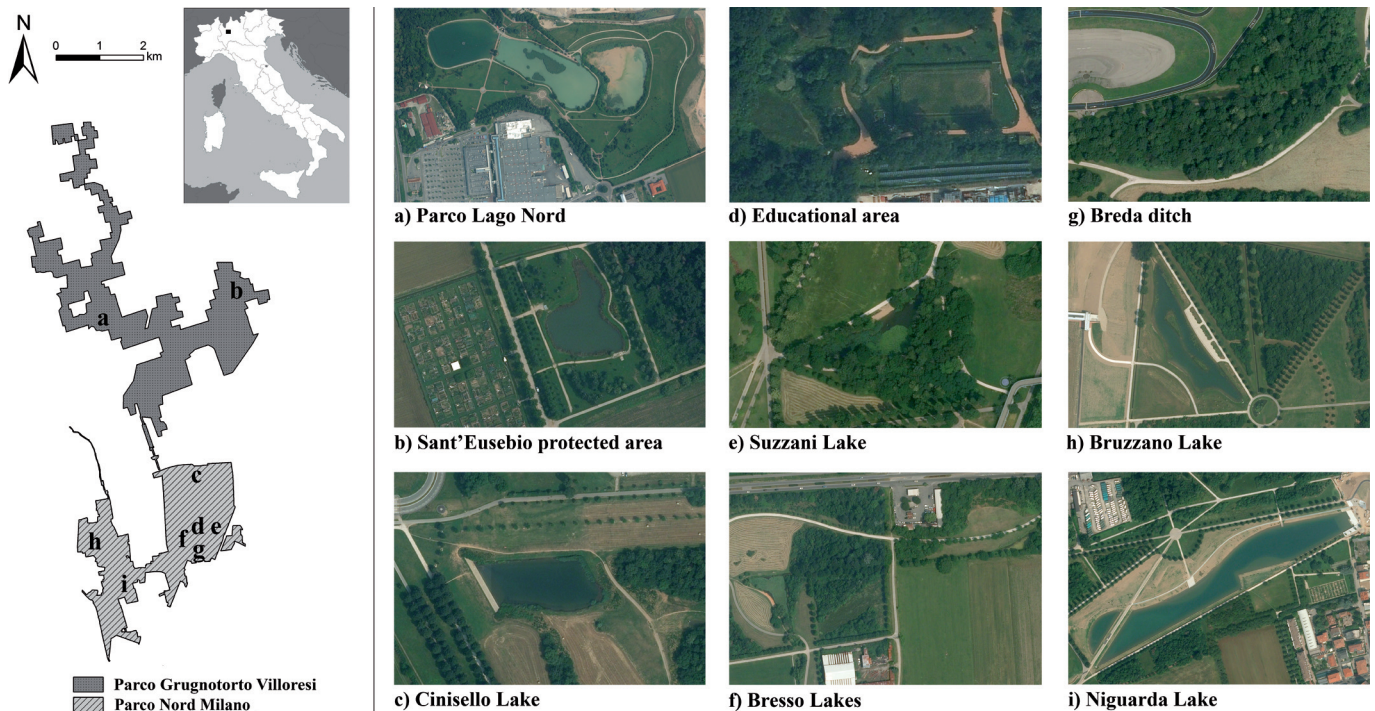 N
0 1 2
km
a
b
c
d e
f
g
h
i
Parco Grugnotorto Villoresi
Parco Nord Milano
a) Parco Lago Nord
d) Educational area
g) Breda ditch
b) Sant'Eusebio protected area
e) Suzzani Lake
h) Bruzzano Lake
c) Cinisello Lake
f) Bresso Lakes
i) Niguarda Lake